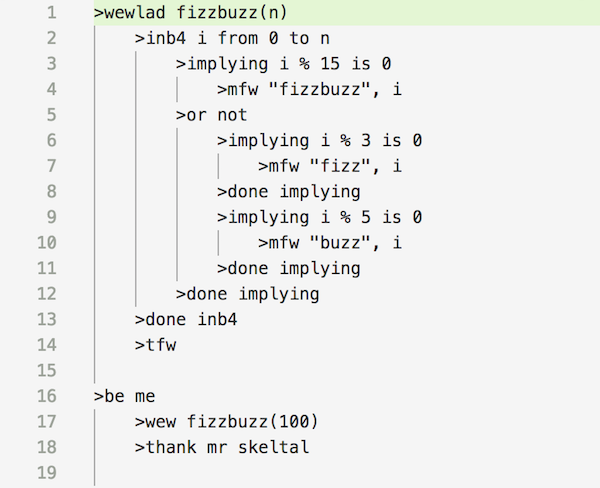 1 >wewlad fizzbuzz(n)
2 >inb4 i from 0 to n
3 >implying i % 15 is 0
4 >mfw "fizzbuzz", i
5 >or not
6 >implying i % 3 is 0
7 >mfw "fizz", i
8 >done implying
9 >implying i % 5 is 0
10 >mfw "buzz", i
11 >done implying
12 >done implying
13 >done inb4
14 >tfw
15
16 >be me
17 >wew fizzbuzz(100)
18 >thank mr skeltal
19